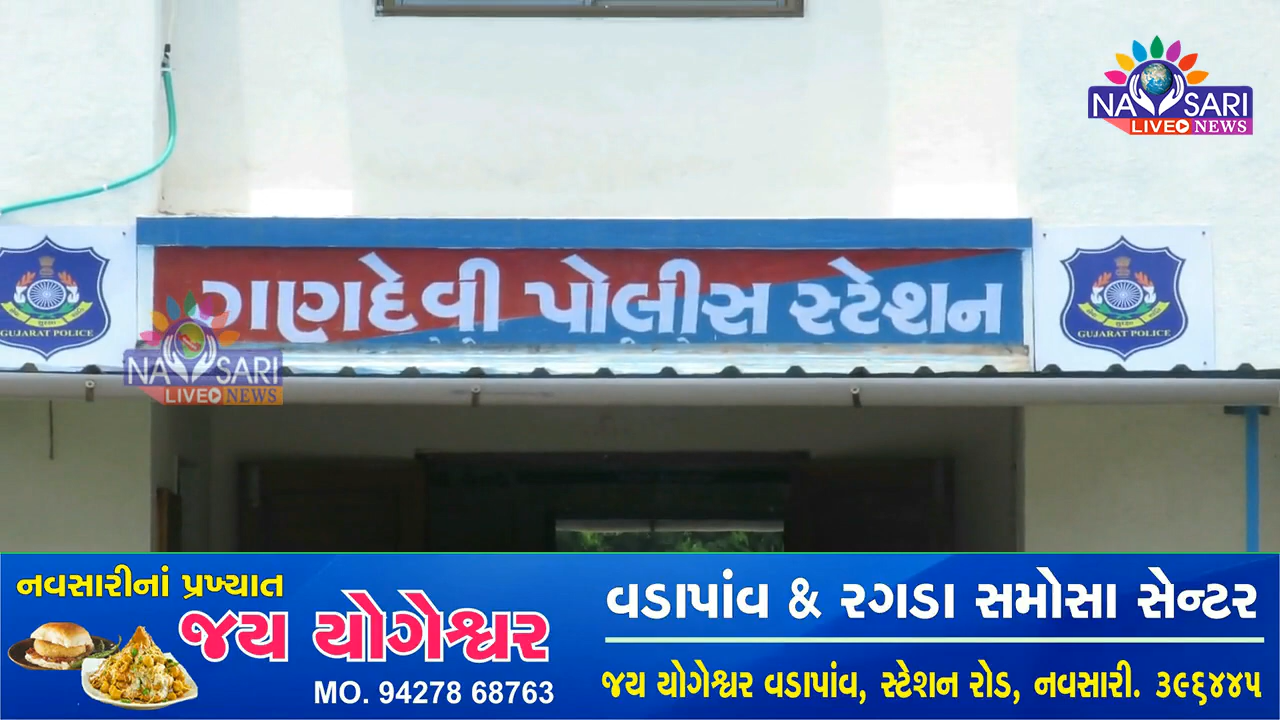 NAVSARI
LIVE NEWS
ગણદેવી પોલીસ સ્ટેશન
GUJARAT POLICE
GUJARAT POLICE
NAVSARI
LIVE NEWS
નવસારીનાં પ્રખ્યાત
જય યોગેશ્વર
MO. 94278 68763
વડાપાંવ & રગડા સમોસા સેન્ટર
જય યોગેશ્વર વડાપાંવ, સ્ટેશન રોડ, નવસારી. ૩૯૬૪૪૫